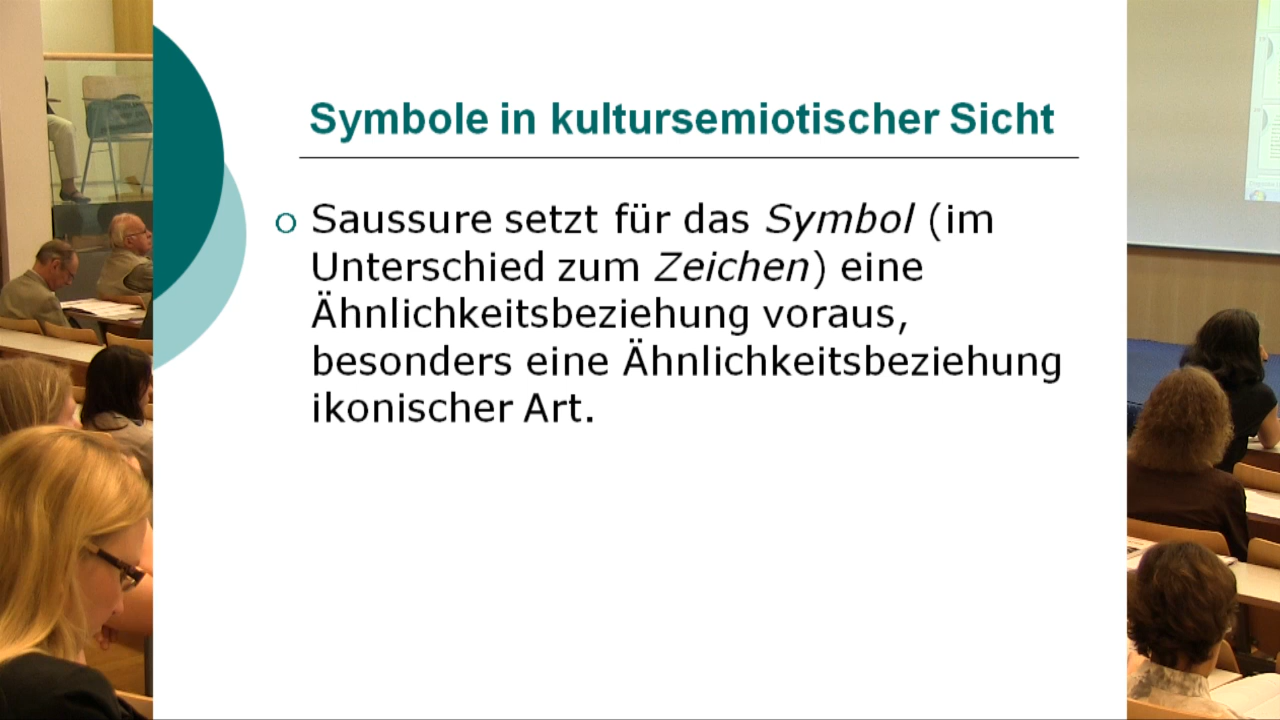 Symbole in kultursemiotischer Sicht
Saussure setzt für das Symbol (im
Unterschied zum Zeichen) eine
Ähnlichkeitsbeziehung voraus,
besonders eine Ähnlichkeitsbeziehung
ikonischer Art.